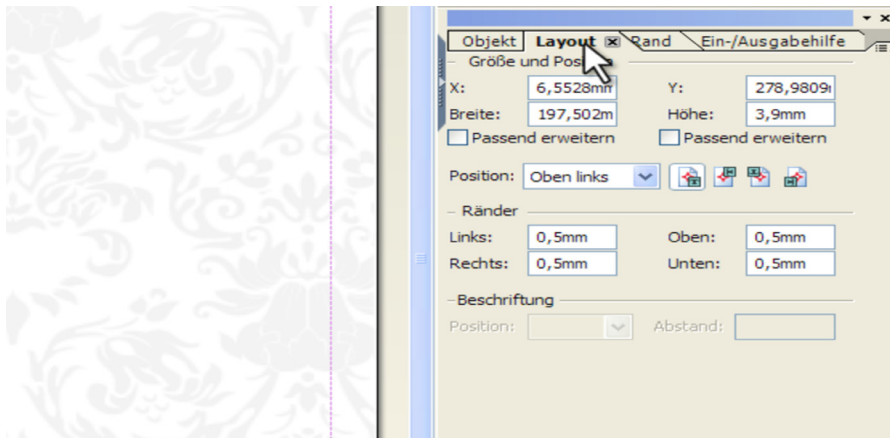 Objekt Layout Rand Ein-/Ausgabehilfe
Größe und
X: 6,5528mm Y: 278,9809
Breite: 197,502m Höhe: 3,9mm
Passend erweitern Passend erweitern
Position: Oben links
Ränder
Links: 0,5mm Oben: 0,5mm
Rechts: 0,5mm Unten: 0,5mm
Beschriftung
Position: Abstand: